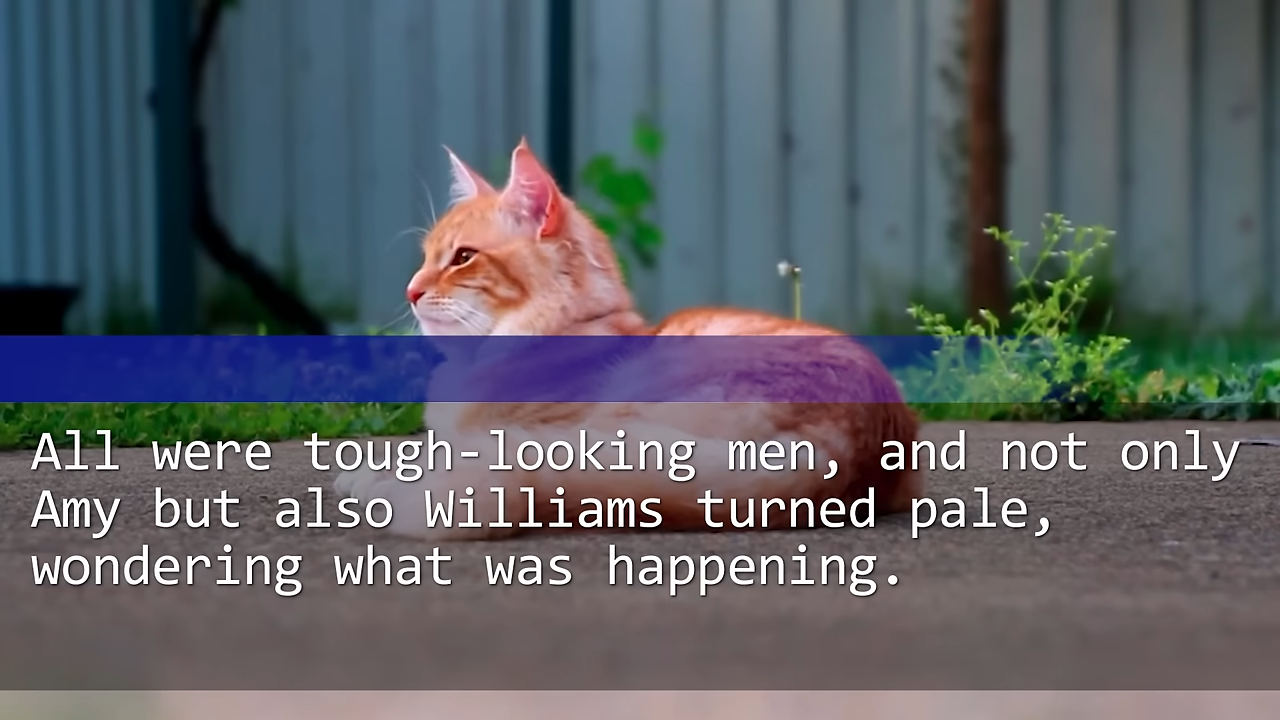 All were tough-looking men, and not only
Amy but also Williams turned pale,
wondering what was happening.